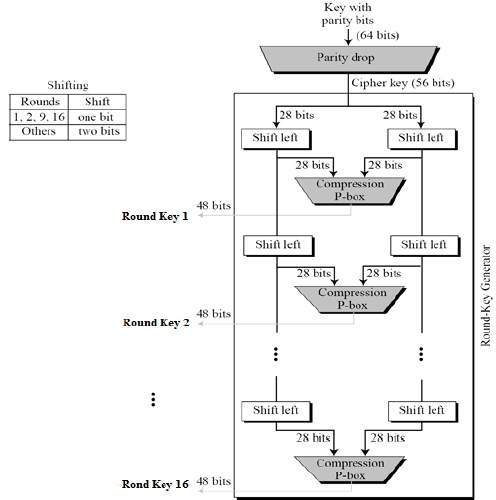 Key with
parity bits
(64 bits)
Parity drop
Cipher key (56 bits)
Shifting
Rounds Shift
1, 2, 9, 16 one bit
Others two bits
28 bits 28 bits
Shift left Shift left
28 bits 28 bits
Compression
P-box
48 bits
Round Key 1
Shift left Shift left
28 bits 28 bits
Compression
P-box
48 bits
Round Key 2
Round-Key Generator
Shift left Shift left
28 bits 28 bits
Compression
P-box
48 bits
Rond Key 16